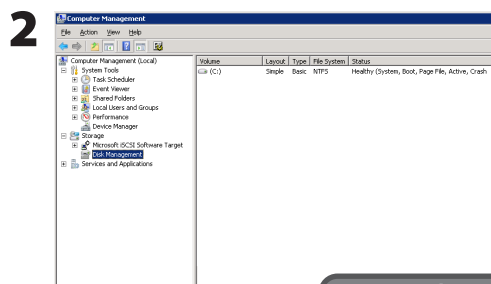 2
Computer Management
File Action View Help
Computer Management (Local)
System Tools
Task Scheduler
Event Viewer
Shared Folders
Local Users and Groups
Performance
Device Manager
Storage
Microsoft iSCSI Software Target
Disk Management
Services and Applications
Volume Layout Type File System Status
(C:) Simple Basic NTFS Healthy (System, Boot, Page File, Active, Crash